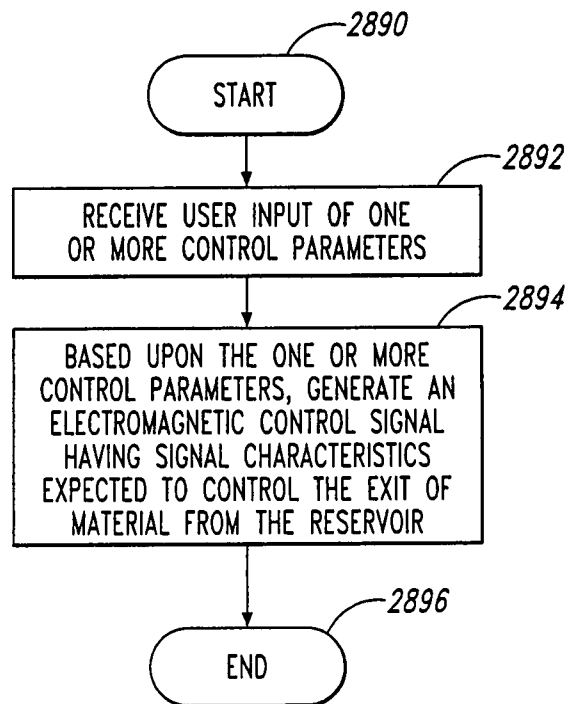 2890
START
2892
RECEIVE USER INPUT OF ONE
OR MORE CONTROL PARAMETERS
2894
BASED UPON THE ONE OR MORE
CONTROL PARAMETERS, GENERATE AN
ELECTROMAGNETIC CONTROL SIGNAL
HAVING SIGNAL CHARACTERISTICS
EXPECTED TO CONTROL THE EXIT OF
MATERIAL FROM THE RESERVOIR
2896
END